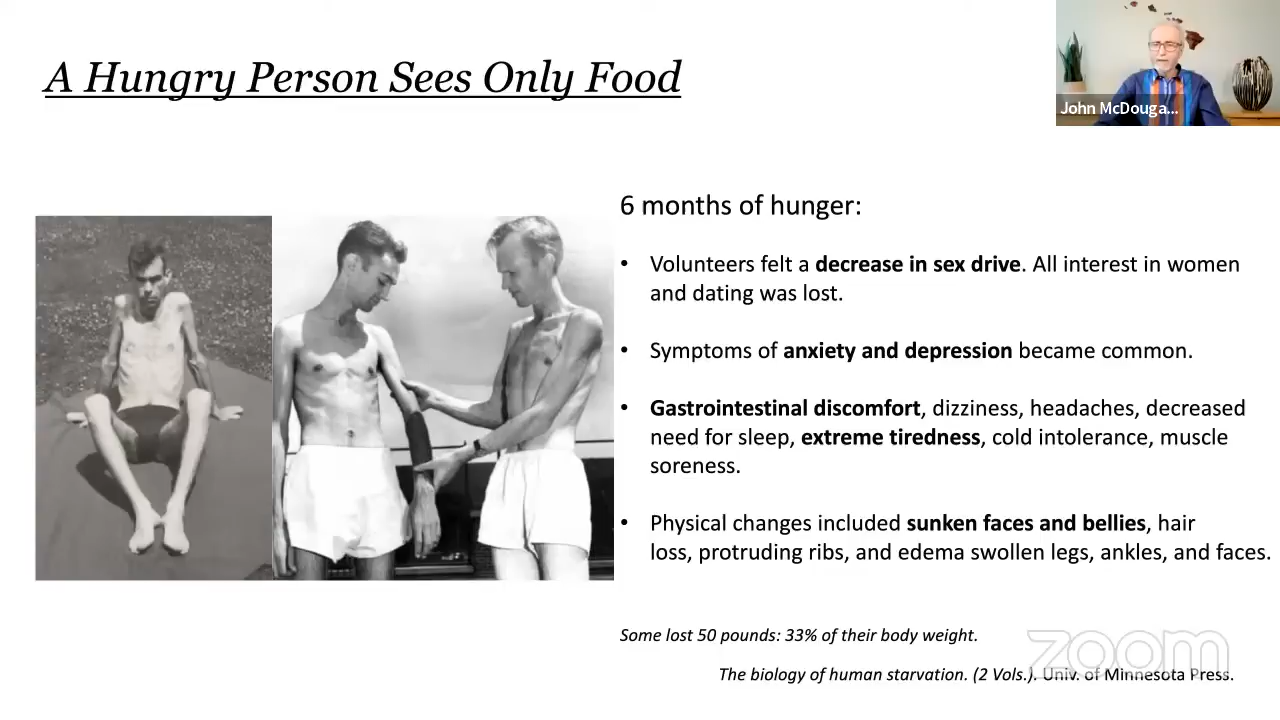 A Hungry Person Sees Only Food
John McDouga...
6 months of hunger:
• Volunteers felt a decrease in sex drive. All interest in women
and dating was lost.
• Symptoms of anxiety and depression became common.
• Gastrointestinal discomfort, dizziness, headaches, decreased
need for sleep, extreme tiredness, cold intolerance, muscle
soreness.
• Physical changes included sunken faces and bellies, hair
loss, protruding ribs, and edema swollen legs, ankles, and faces.
Some lost 50 pounds: 33% of their body weight.
zoom
The biology of human starvation. (2 Vols.). Univ. of Minnesota Press.